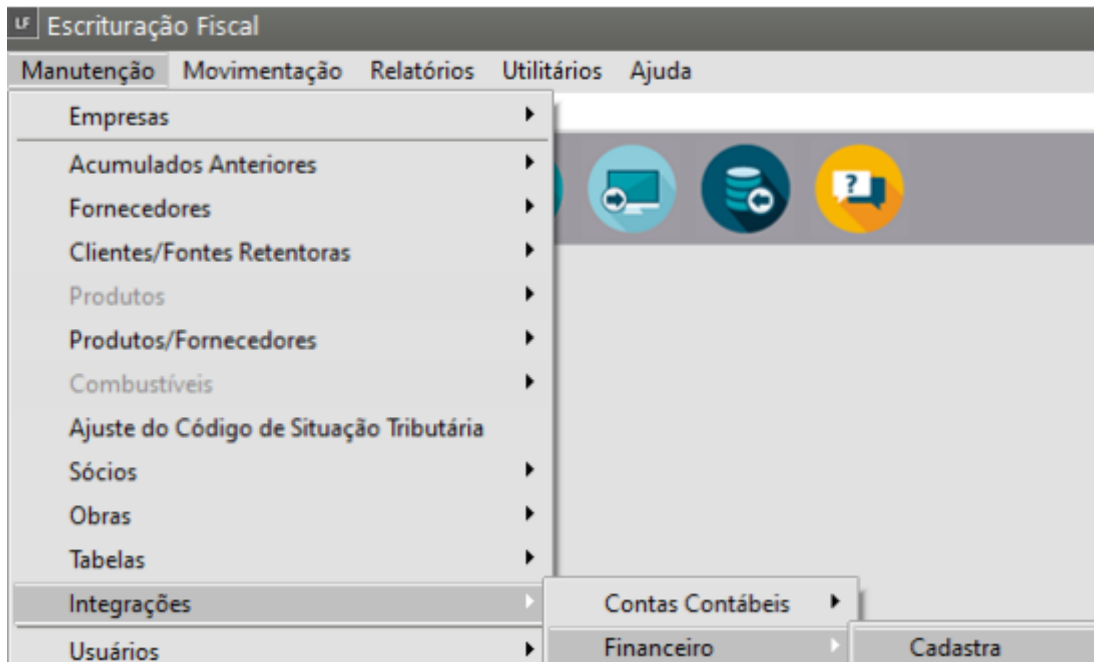 LF Escrituração Fiscal
Manutenção Movimentação Relatórios Utilitários Ajuda
Empresas
Acumulados Anteriores
?
Fornecedores
Clientes/Fontes Retentoras
Produtos
Produtos/Fornecedores
Combustíveis
Ajuste do Código de Situação Tributária
Sócios
Obras
Tabelas
Integrações Contas Contábeis
Usuários Financeiro Cadastra